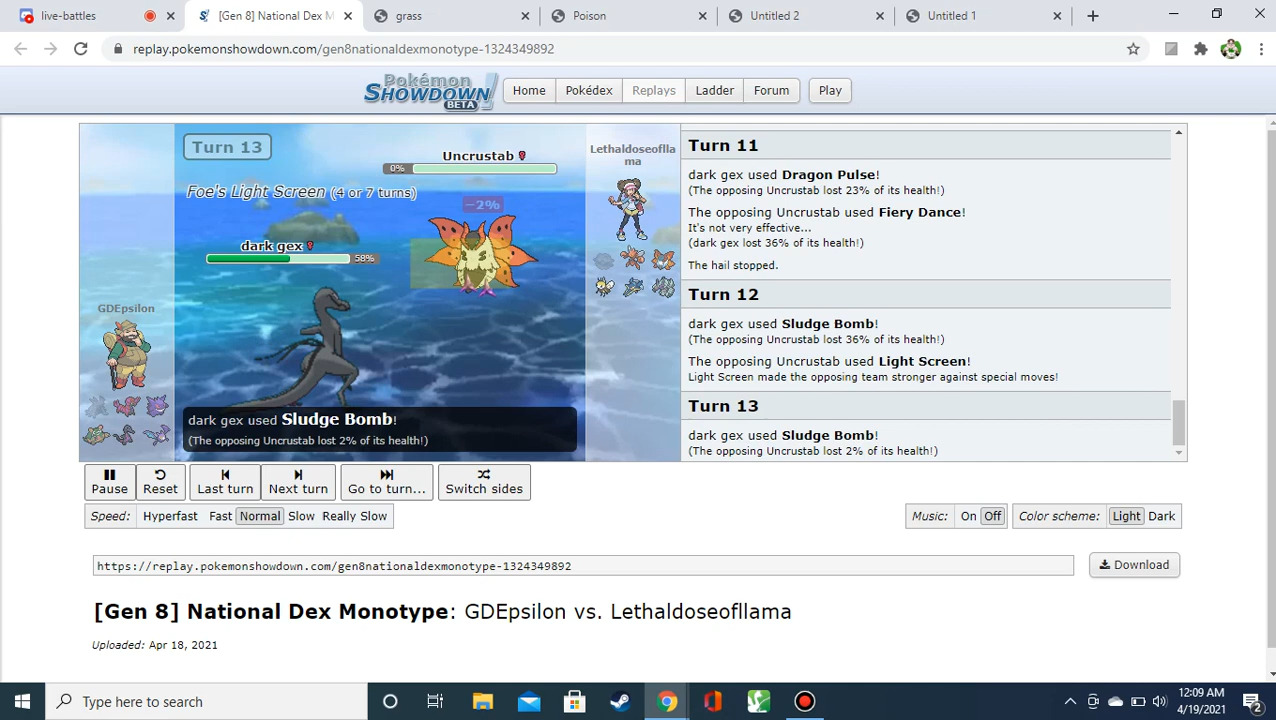 live-battles
[Gen 8] National Dex M
grass
Poison
Untitled 2
Untitled 1
replay.pokemonshowdown.com/gen8nationaldexmonotype-1324349892
Pokémon
SHOWDOWN!
BETA
Home
Pokédex
Replays
Ladder
Forum
Play
Turn 13
Uncrustab
0%
Foe's Light Screen (4 or 7 turns)
−2%
dark gex
58%
GDEpsilon
Lethaldoseoflla
ma
dark gex used Sludge Bomb!
(The opposing Uncrustab lost 2% of its health!)
Turn 11
dark gex used Dragon Pulse!
(The opposing Uncrustab lost 23% of its health!)
The opposing Uncrustab used Fiery Dance!
It's not very effective...
(dark gex lost 36% of its health!)
The hail stopped.
Turn 12
dark gex used Sludge Bomb!
(The opposing Uncrustab lost 36% of its health!)
The opposing Uncrustab used Light Screen!
Light Screen made the opposing team stronger against special moves!
Turn 13
dark gex used Sludge Bomb!
(The opposing Uncrustab lost 2% of its health!)
Pause
Reset
Last turn
Next turn
Go to turn...
Switch sides
Speed: Hyperfast Fast Normal Slow Really Slow
Music: On Off
Color scheme: Light Dark
https://replay.pokemonshowdown.com/gen8nationaldexmonotype-1324349892
Download
[Gen 8] National Dex Monotype: GDEpsilon vs. Lethaldoseofllama
Uploaded: Apr 18, 2021
Type here to search
12:09 AM
4/19/2021
2